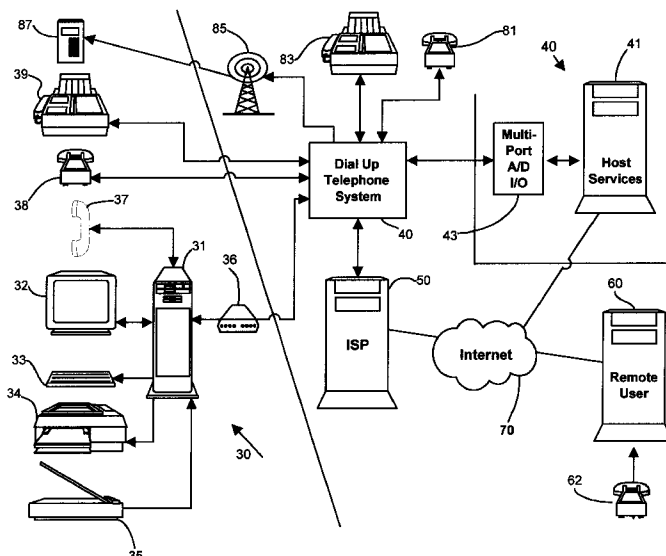 87
85
83
81
39
40
41
Multi-
Port
A/D
I/O
Host
Services
43
Dial Up
Telephone
System
40
38
37
31
36
32
50
ISP
60
Internet
70
Remote
User
33
34
30
62
35